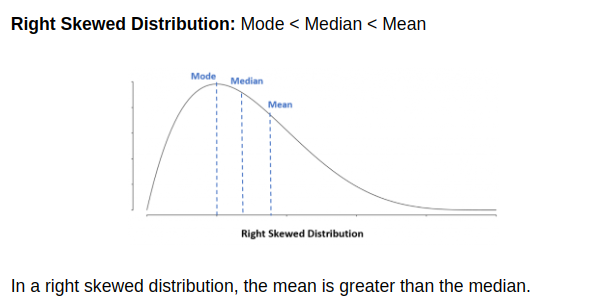 Right Skewed Distribution: Mode < Median < Mean
Mode
Median
Mean
Right Skewed Distribution
In a right skewed distribution, the mean is greater than the median.